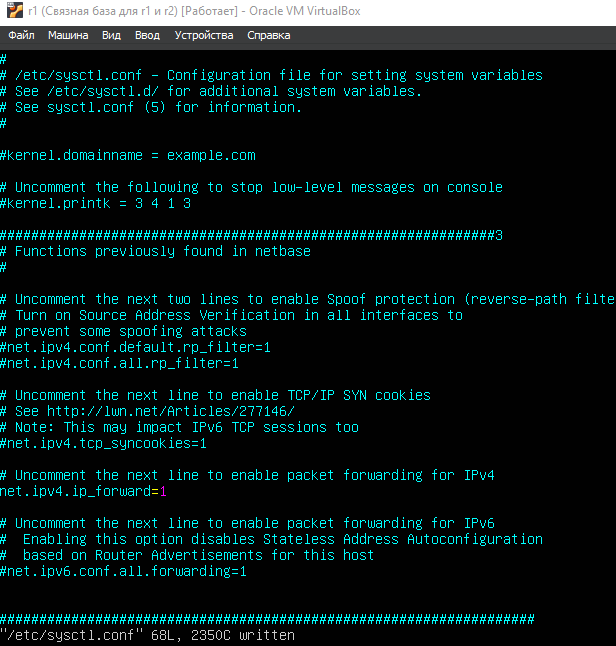 r1 (Связная база для r1 и r2) [Работает] - Oracle VM VirtualBox
Файл Машина Вид Ввод Устройства Справка
#
# /etc/sysctl.conf - Configuration file for setting system variables
# See /etc/sysctl.d/ for additional system variables.
# See sysctl.conf (5) for information.
#
#kernel.domainname = example.com
# Uncomment the following to stop low-level messages on console
#kernel.printk = 3 4 1 3
##############################################################3
# Functions previously found in netbase
#
# Uncomment the next two lines to enable Spoof protection (reverse-path filte
# Turn on Source Address Verification in all interfaces to
# prevent some spoofing attacks
#net.ipv4.conf.default.rp_filter=1
#net.ipv4.conf.all.rp_filter=1
# Uncomment the next line to enable TCP/IP SYN cookies
# See http://lwn.net/Articles/277146/
# Note: This may impact IPv6 TCP sessions too
#net.ipv4.tcp_syncookies=1
# Uncomment the next line to enable packet forwarding for IPv4
net.ipv4.ip_forward=1
# Uncomment the next line to enable packet forwarding for IPv6
#  Enabling this option disables Stateless Address Autoconfiguration
#  based on Router Advertisements for this host
#net.ipv6.conf.all.forwarding=1
###################################################################
"/etc/sysctl.conf" 68L, 2350C written